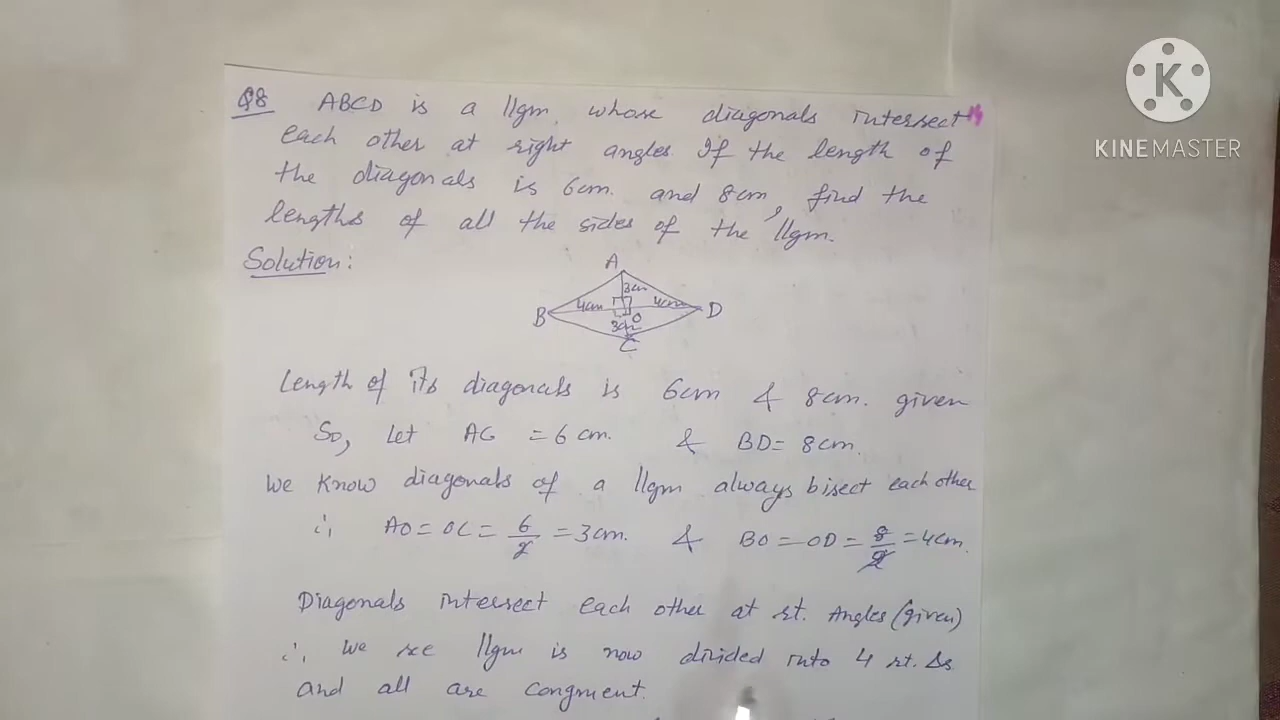 Q8 ABCD is a llgm. whose diagonals intersect
each other at right angles. If the length of
the diagonals is 6cm. and 8cm, find the
lengths of all the sides of the llgm.
Solution:
A
3cm
4cm 4cm
B D
O
3cm
C
Length of its diagonals is 6cm & 8cm. given
So, Let AC = 6 cm. & BD = 8cm.
We know diagonals of a llgm always bisect each other
∴ AO = OC = 6/2 = 3cm. & BO = OD = 8/2 = 4cm.
Diagonals intersect each other at rt. Angles (given)
∴ we see llgm is now divided into 4 rt. Δs
and all are congruent.
K
KINEMASTER